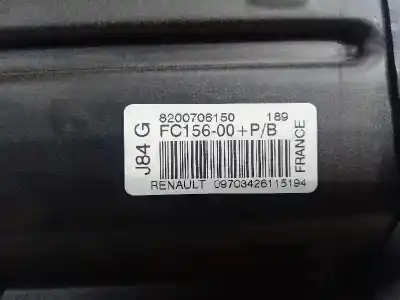 8200706150 189
J84 G FC156-00+P/B
FRANCE
RENAULT 09703426115194